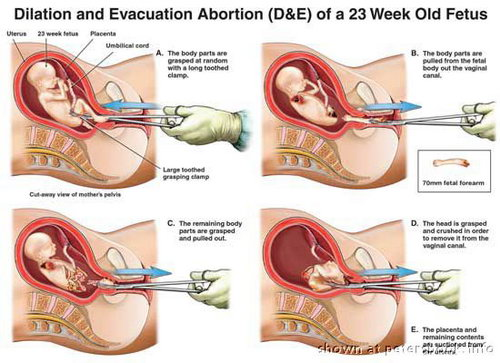 Dilation and Evacuation Abortion (D&E) of a 23 Week Old Fetus
Uterus
23 week fetus
Placenta
Umbilical cord
A. The body parts are
grasped at random
with a long toothed
clamp.
Large toothed
grasping clamp
Cut-away view of mother's pelvis
B. The body parts are
pulled from the fetal
body out the vaginal
canal.
70mm fetal forearm
C. The remaining body
parts are grasped
and pulled out.
D. The head is grasped
and crushed in order
to remove it from the
vaginal canal.
E. The placenta and
remaining contents
are suctioned from
shown at